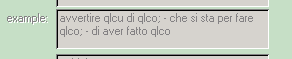 example:
avvertire qlcu di qlco; - che si sta per fare
qlco; - di aver fatto qlco